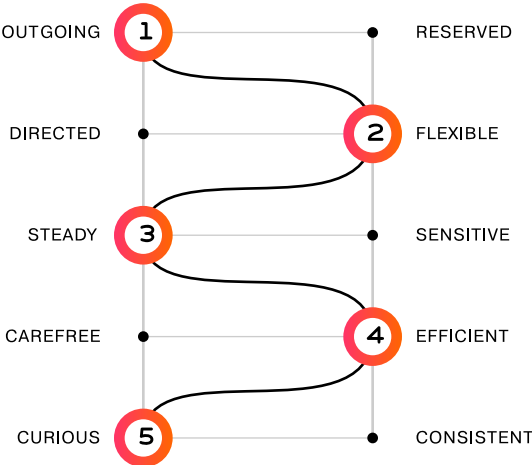 OUTGOING 1 RESERVED
DIRECTED 2 FLEXIBLE
STEADY 3 SENSITIVE
CAREFREE 4 EFFICIENT
CURIOUS 5 CONSISTENT